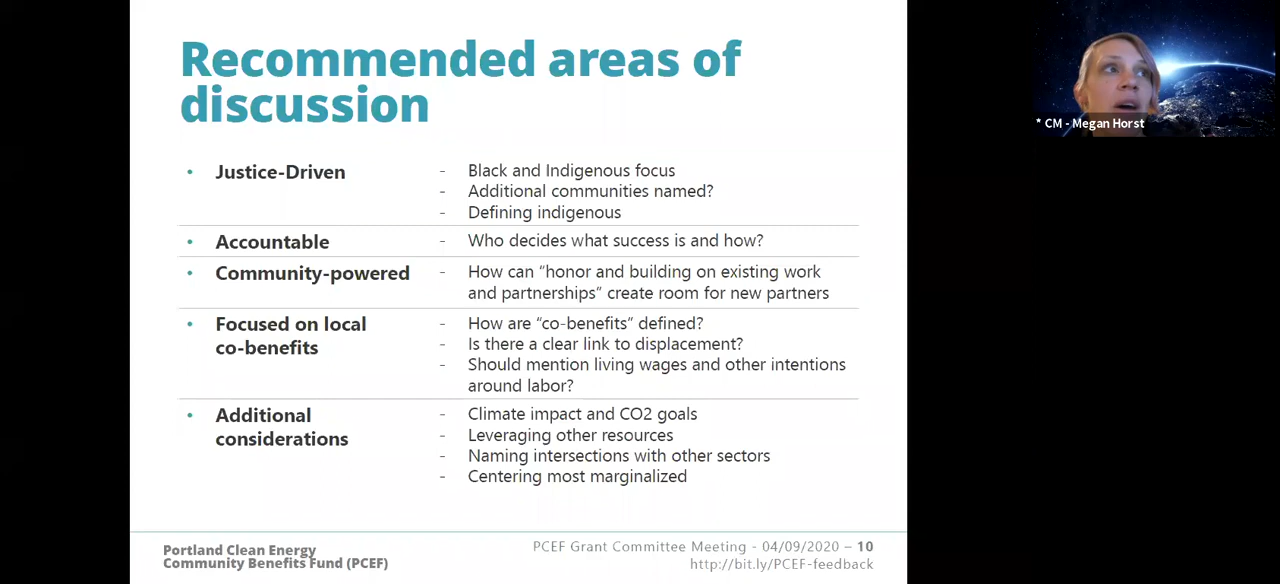 Recommended areas of
discussion
* CM - Megan Horst
• Justice-Driven
- Black and Indigenous focus
- Additional communities named?
- Defining indigenous
• Accountable
- Who decides what success is and how?
• Community-powered
- How can “honor and building on existing work
and partnerships” create room for new partners
• Focused on local
co-benefits
- How are “co-benefits” defined?
- Is there a clear link to displacement?
- Should mention living wages and other intentions
around labor?
• Additional
considerations
- Climate impact and CO2 goals
- Leveraging other resources
- Naming intersections with other sectors
- Centering most marginalized
Portland Clean Energy
Community Benefits Fund (PCEF)
PCEF Grant Committee Meeting - 04/09/2020 – 10
http://bit.ly/PCEF-feedback